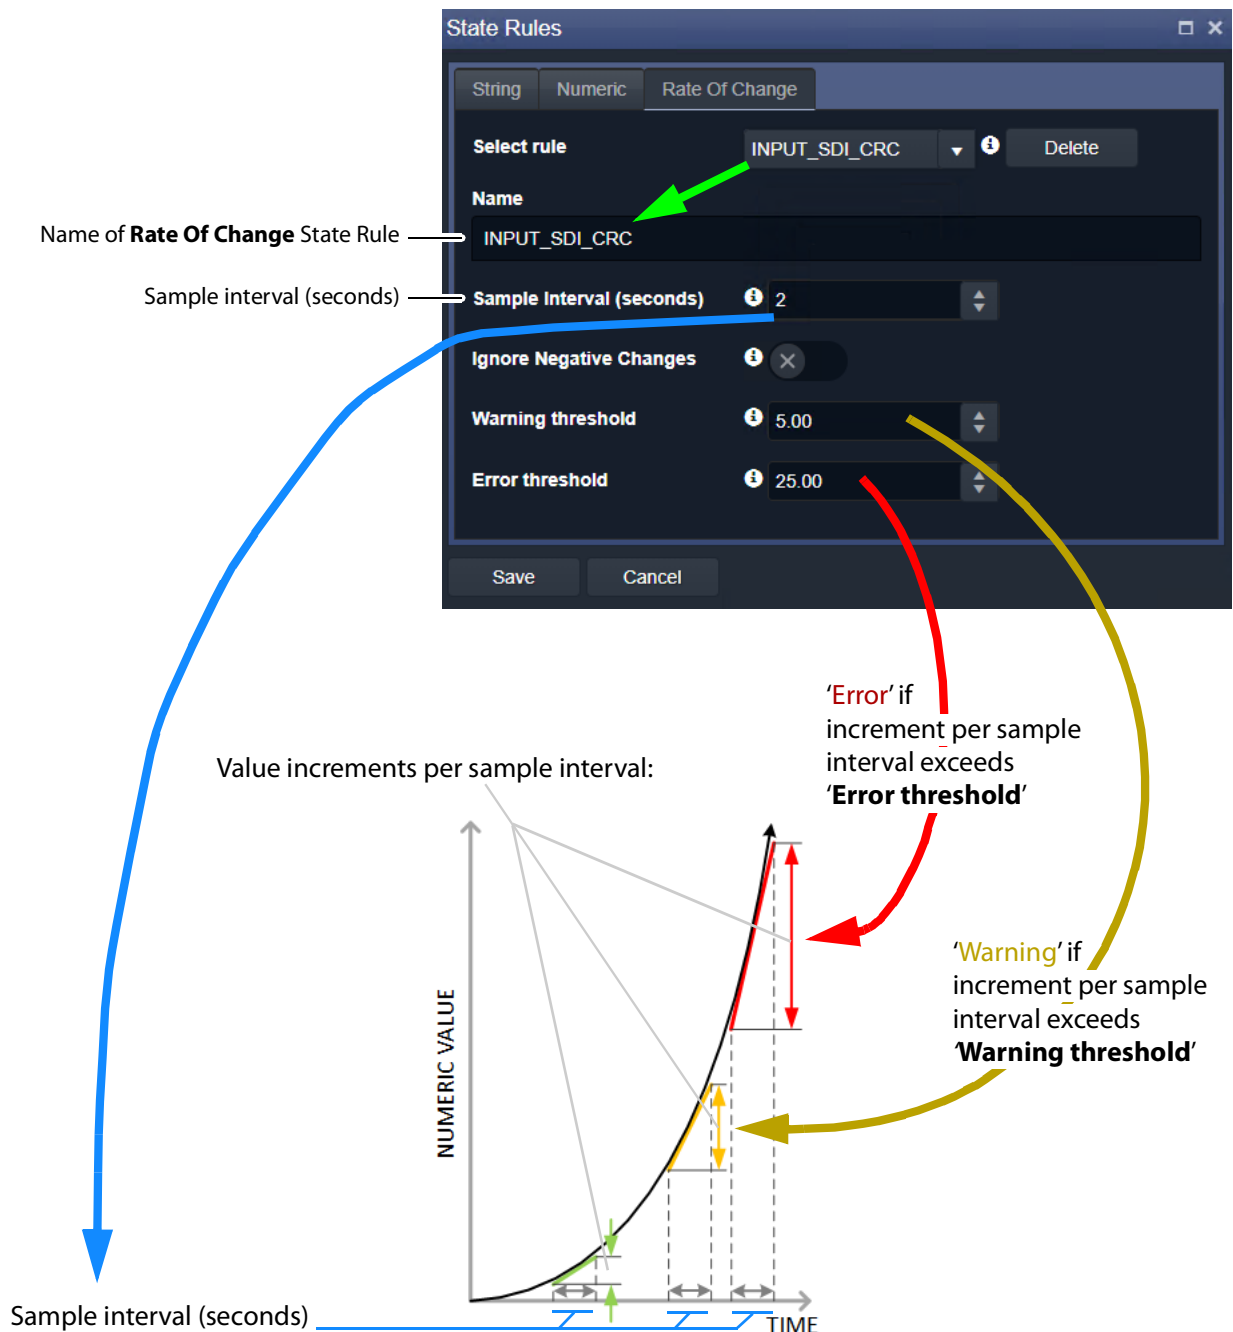 State Rules
String Numeric Rate Of Change
Select rule INPUT_SDI_CRC Delete
Name
Name of Rate Of Change State Rule
INPUT_SDI_CRC
Sample interval (seconds)
Sample Interval (seconds) 2
Ignore Negative Changes
Warning threshold 5.00
Error threshold 25.00
Save Cancel
‘Error’ if
increment per sample
interval exceeds
‘Error threshold’
Value increments per sample interval:
‘Warning’ if
increment per sample
interval exceeds
‘Warning threshold’
NUMERIC VALUE
Sample interval (seconds)
TIME